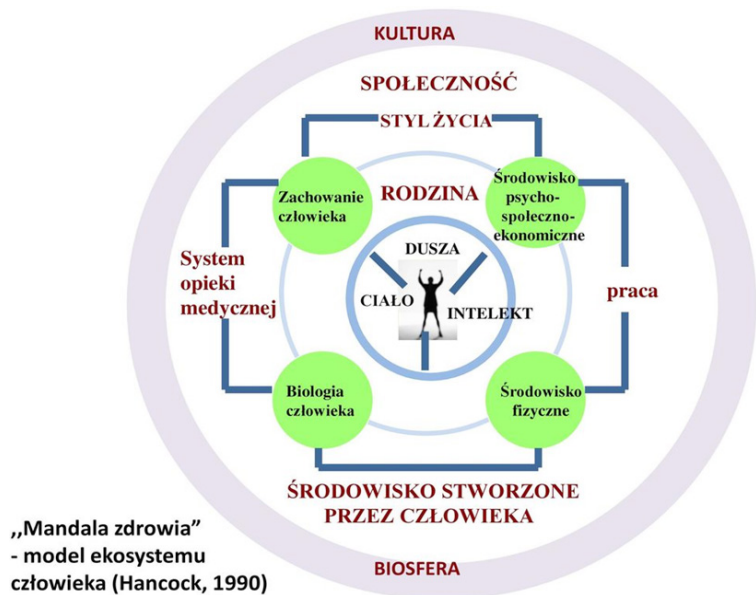 KULTURA
SPOŁECZNOŚĆ
STYL ŻYCIA
Zachowanie
człowieka
RODZINA
Środowisko
psycho-
społeczno-
ekonomiczne
DUSZA
CIAŁO
INTELEKT
System
opieki
medycznej
praca
Biologia
człowieka
Środowisko
fizyczne
ŚRODOWISKO STWORZONE
PRZEZ CZŁOWIEKA
,,Mandala zdrowia”
- model ekosystemu
człowieka (Hancock, 1990)
BIOSFERA